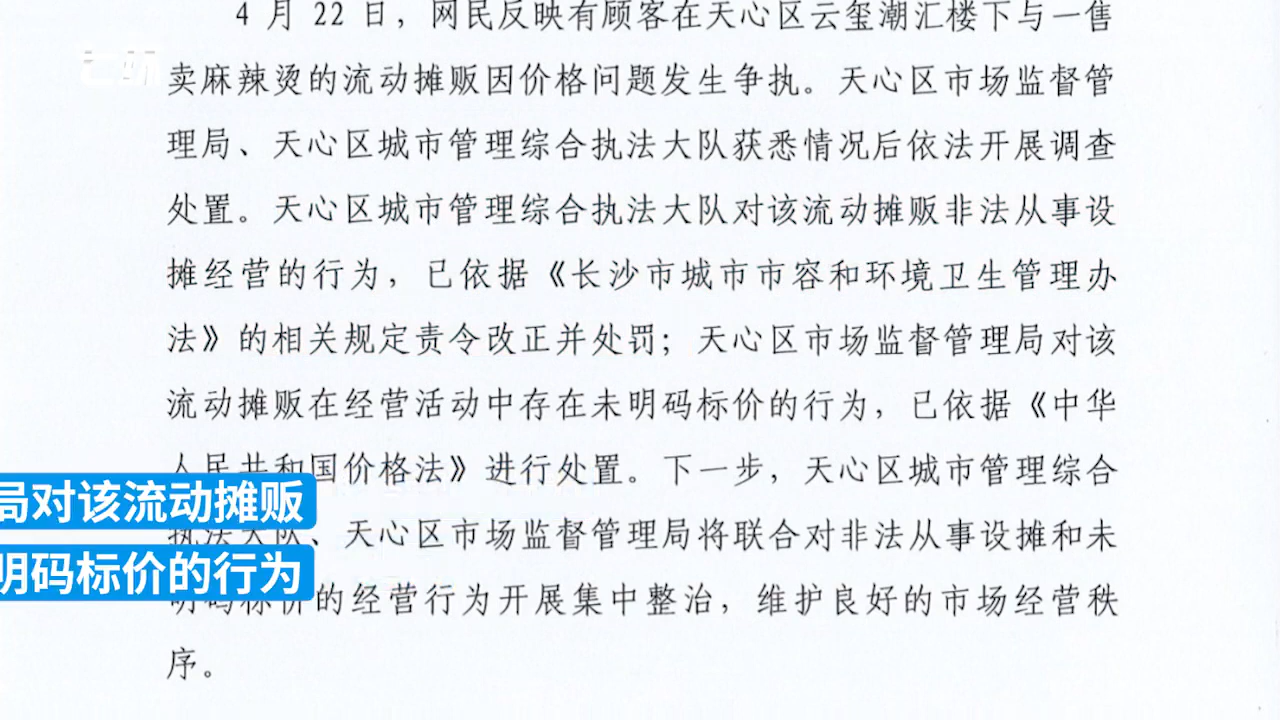 4 月 22 日，网民反映有顾客在天心区云玺潮汇楼下与一售
卖麻辣烫的流动摊贩因价格问题发生争执。天心区市场监督管
理局、天心区城市管理综合执法大队获悉情况后依法开展调查
处置。天心区城市管理综合执法大队对该流动摊贩非法从事设
摊经营的行为，已依据《长沙市城市市容和环境卫生管理办
法》的相关规定责令改正并处罚；天心区市场监督管理局对该
流动摊贩在经营活动中存在未明码标价的行为，已依据《中华
人民共和国价格法》进行处置。下一步，天心区城市管理综合
局对该流动摊贩
执法大队、天心区市场监督管理局将联合对非法从事设摊和未
明码标价的行为
明码标价的经营行为开展集中整治，维护良好的市场经营秩
序。